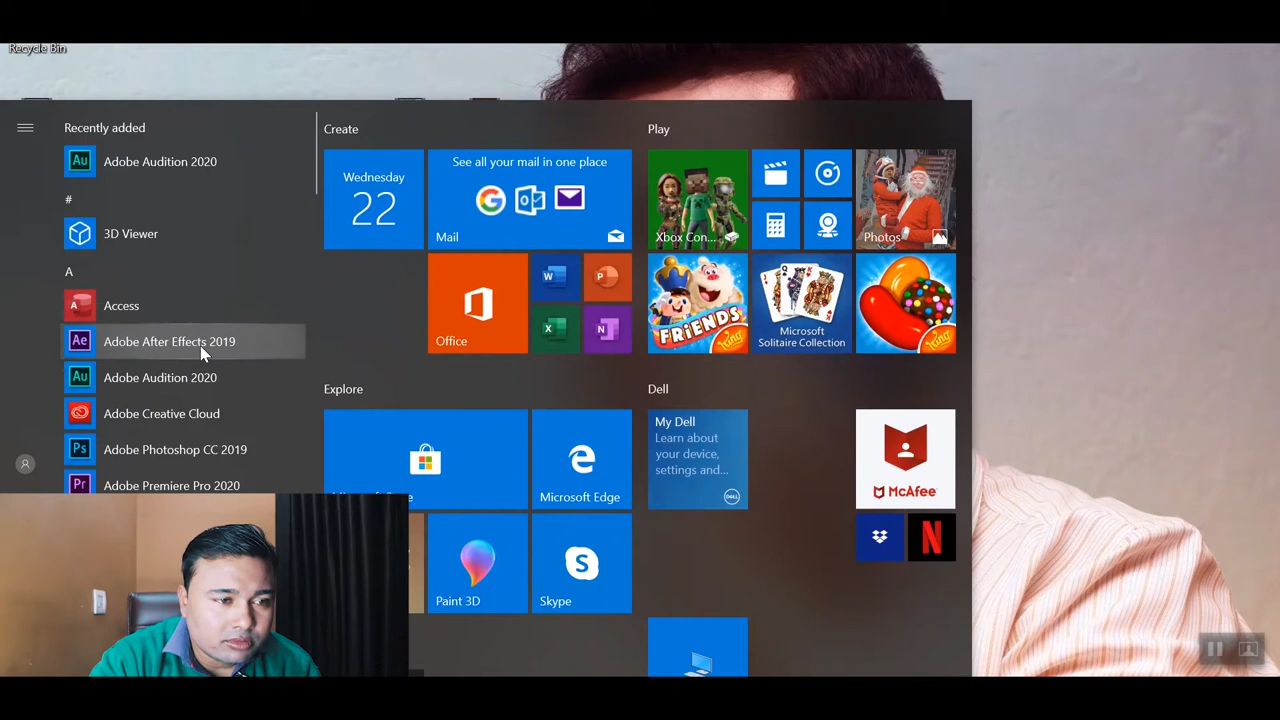 Recycle Bin
Recently added
Adobe Audition 2020
#
3D Viewer
A
Access
Adobe After Effects 2019
Adobe Audition 2020
Adobe Creative Cloud
Adobe Photoshop CC 2019
Adobe Premiere Pro 2020
Create
Wednesday
22
See all your mail in one place
Mail
Office
Explore
Microsoft Edge
Paint 3D
Skype
Play
Xbox Con...
Photos
FRIENDS
King
Microsoft
Solitaire Collection
King
Dell
My Dell
Learn about
your device,
settings and...
DELL
McAfee